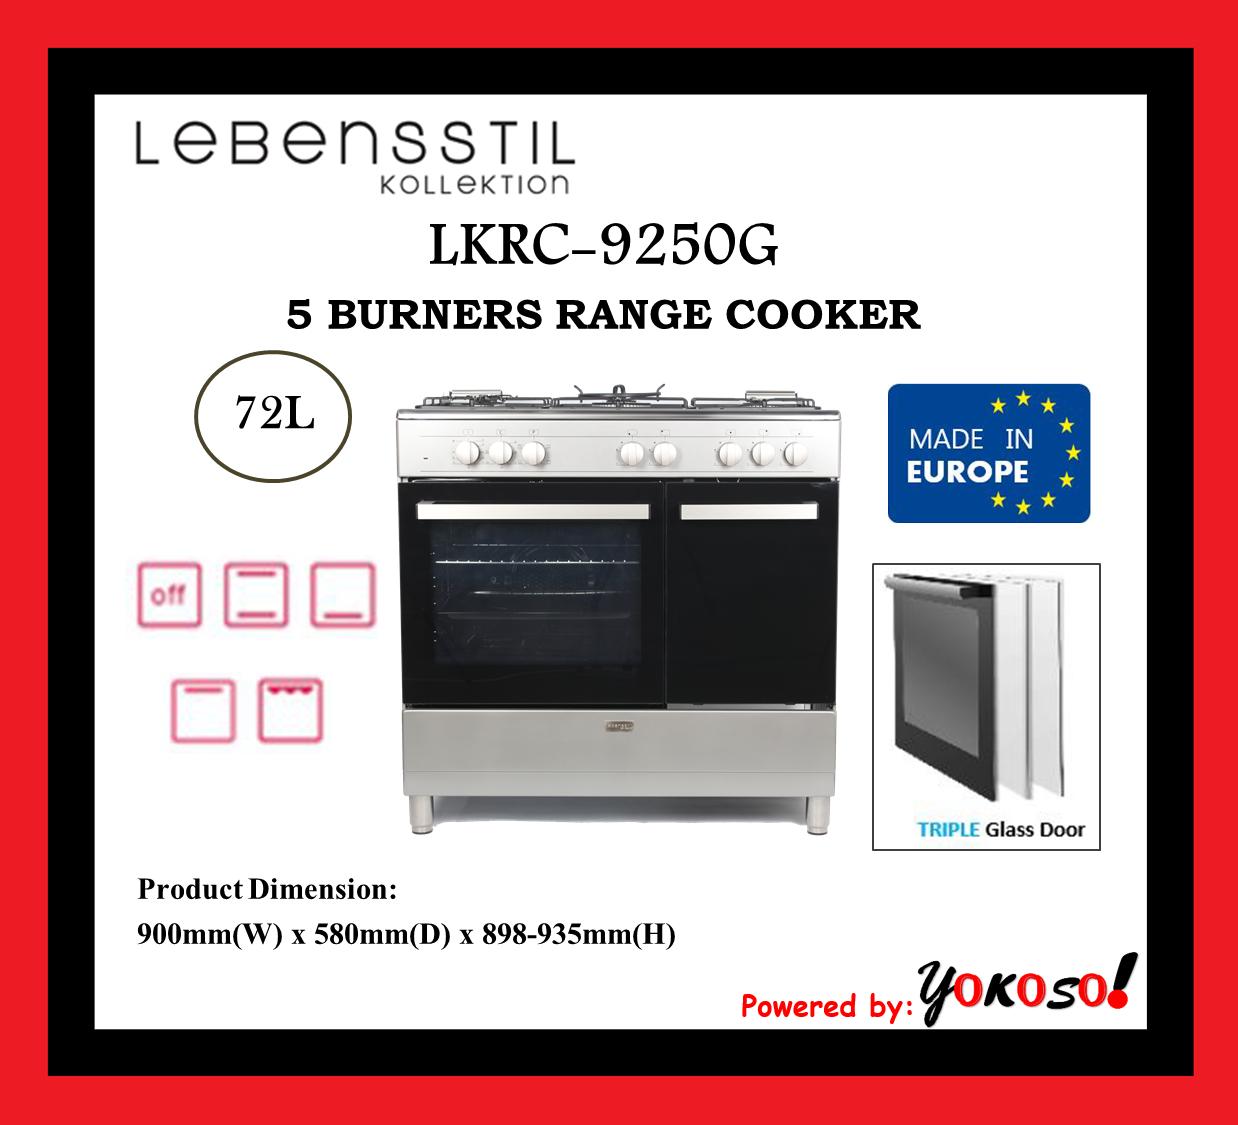 LeBenSSTIL
KOLLeKTIOn
LKRC-9250G
5 BURNERS RANGE COOKER
72L
MADE IN
EUROPE
off
TRIPLE Glass Door
Product Dimension:
900mm(W) x 580mm(D) x 898-935mm(H)
Powered by: YOKOSO!